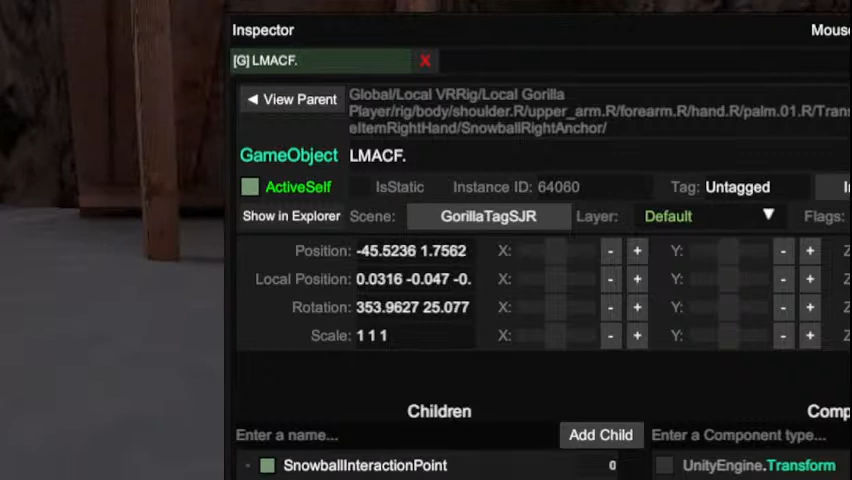 Inspector
Mous
[G] LMACF.
X
◄ View Parent
Global/Local VRRig/Local Gorilla
Player/rig/body/shoulder.R/upper_arm.R/forearm.R/hand.R/palm.01.R/Tran
eItemRightHand/SnowballRightAnchor/
GameObject LMACF.
ActiveSelf IsStatic Instance ID: 64060 Tag: Untagged
Show in Explorer Scene: GorillaTagSJR Layer: Default ▼ Flags:
Position: -45.5236 1.7562 X: - + Y: - + Z
Local Position: 0.0316 -0.047 -0. X: - + Y: - + Z
Rotation: 353.9627 25.077 X: - + Y: - + Z
Scale: 1 1 1 X: - + Y: - + Z
Children
Comp
Enter a name... Add Child Enter a Component type...
- SnowballInteractionPoint 0 UnityEngine.Transform